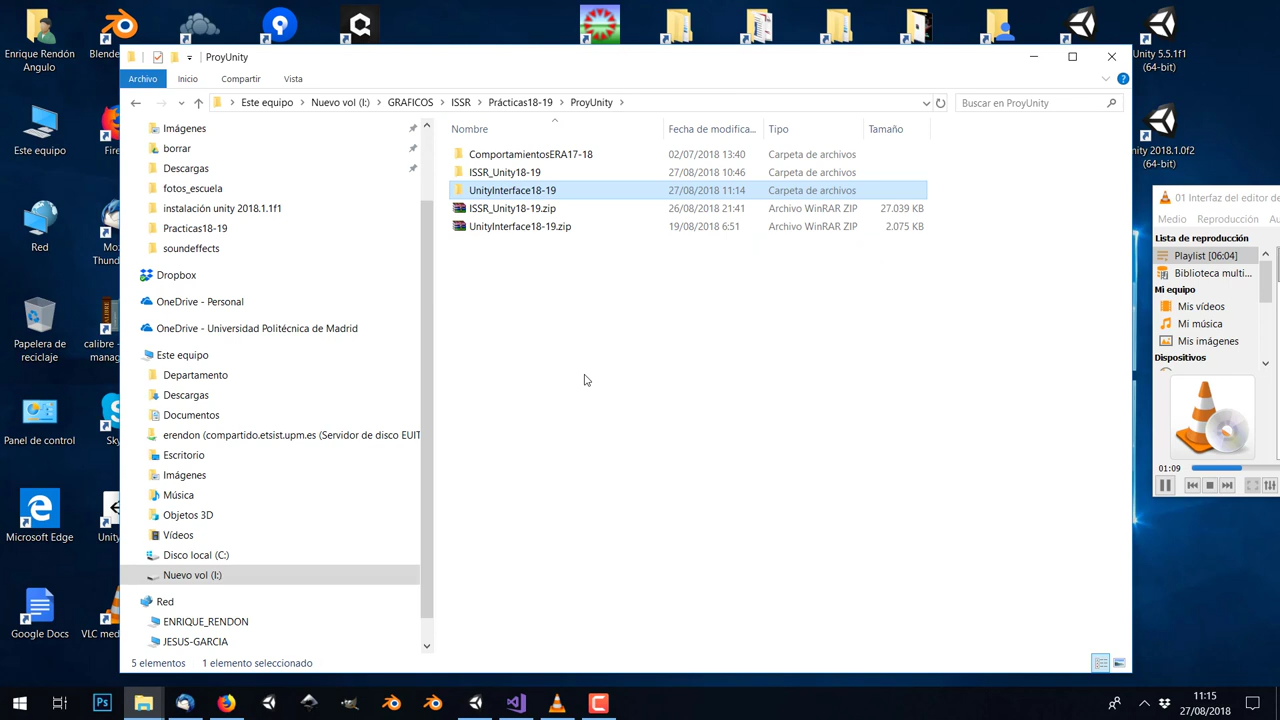 Enrique Rendón
Angulo
Blende
Unity 5.5.1f1
(64-bit)
ProyUnity
Archivo
Inicio
Compartir
Vista
Este equipo
Nuevo vol (I:)
GRAFICOS
ISSR
Prácticas18-19
ProyUnity
Buscar en ProyUnity
Imágenes
borrar
Descargas
fotos_escuela
instalación unity 2018.1.1f1
Practicas18-19
soundeffects
Dropbox
OneDrive - Personal
OneDrive - Universidad Politécnica de Madrid
Este equipo
Departamento
Descargas
Documentos
erendon (compartido.etsist.upm.es (Servidor de disco EUIT
Escritorio
Imágenes
Música
Objetos 3D
Vídeos
Disco local (C:)
Nuevo vol (I:)
Red
ENRIQUE_RENDON
JESUS-GARCIA
Nombre Fecha de modifica... Tipo Tamaño
ComportamientosERA17-18 02/07/2018 13:40 Carpeta de archivos
ISSR_Unity18-19 27/08/2018 10:46 Carpeta de archivos
UnityInterface18-19 27/08/2018 11:14 Carpeta de archivos
ISSR_Unity18-19.zip 26/08/2018 21:41 Archivo WinRAR ZIP 27.039 KB
UnityInterface18-19.zip 19/08/2018 6:51 Archivo WinRAR ZIP 2.075 KB
5 elementos 1 elemento seleccionado
Este equipo
Fire
Red
Mo
Thu
Papelera de
reciclaje
calibre -
manag
Panel de control
Sky
Microsoft Edge
Unity
Google Docs
VLC med
Unity 2018.1.0f2
(64-bit)
01 Interfaz del editor de
Medio Reproducción Au
Lista de reproducción
Playlist [06:04]
Biblioteca multi...
Mi equipo
Mis vídeos
Mi música
Mis imágenes
Dispositivos
01:09
Ps
11:15
27/08/2018